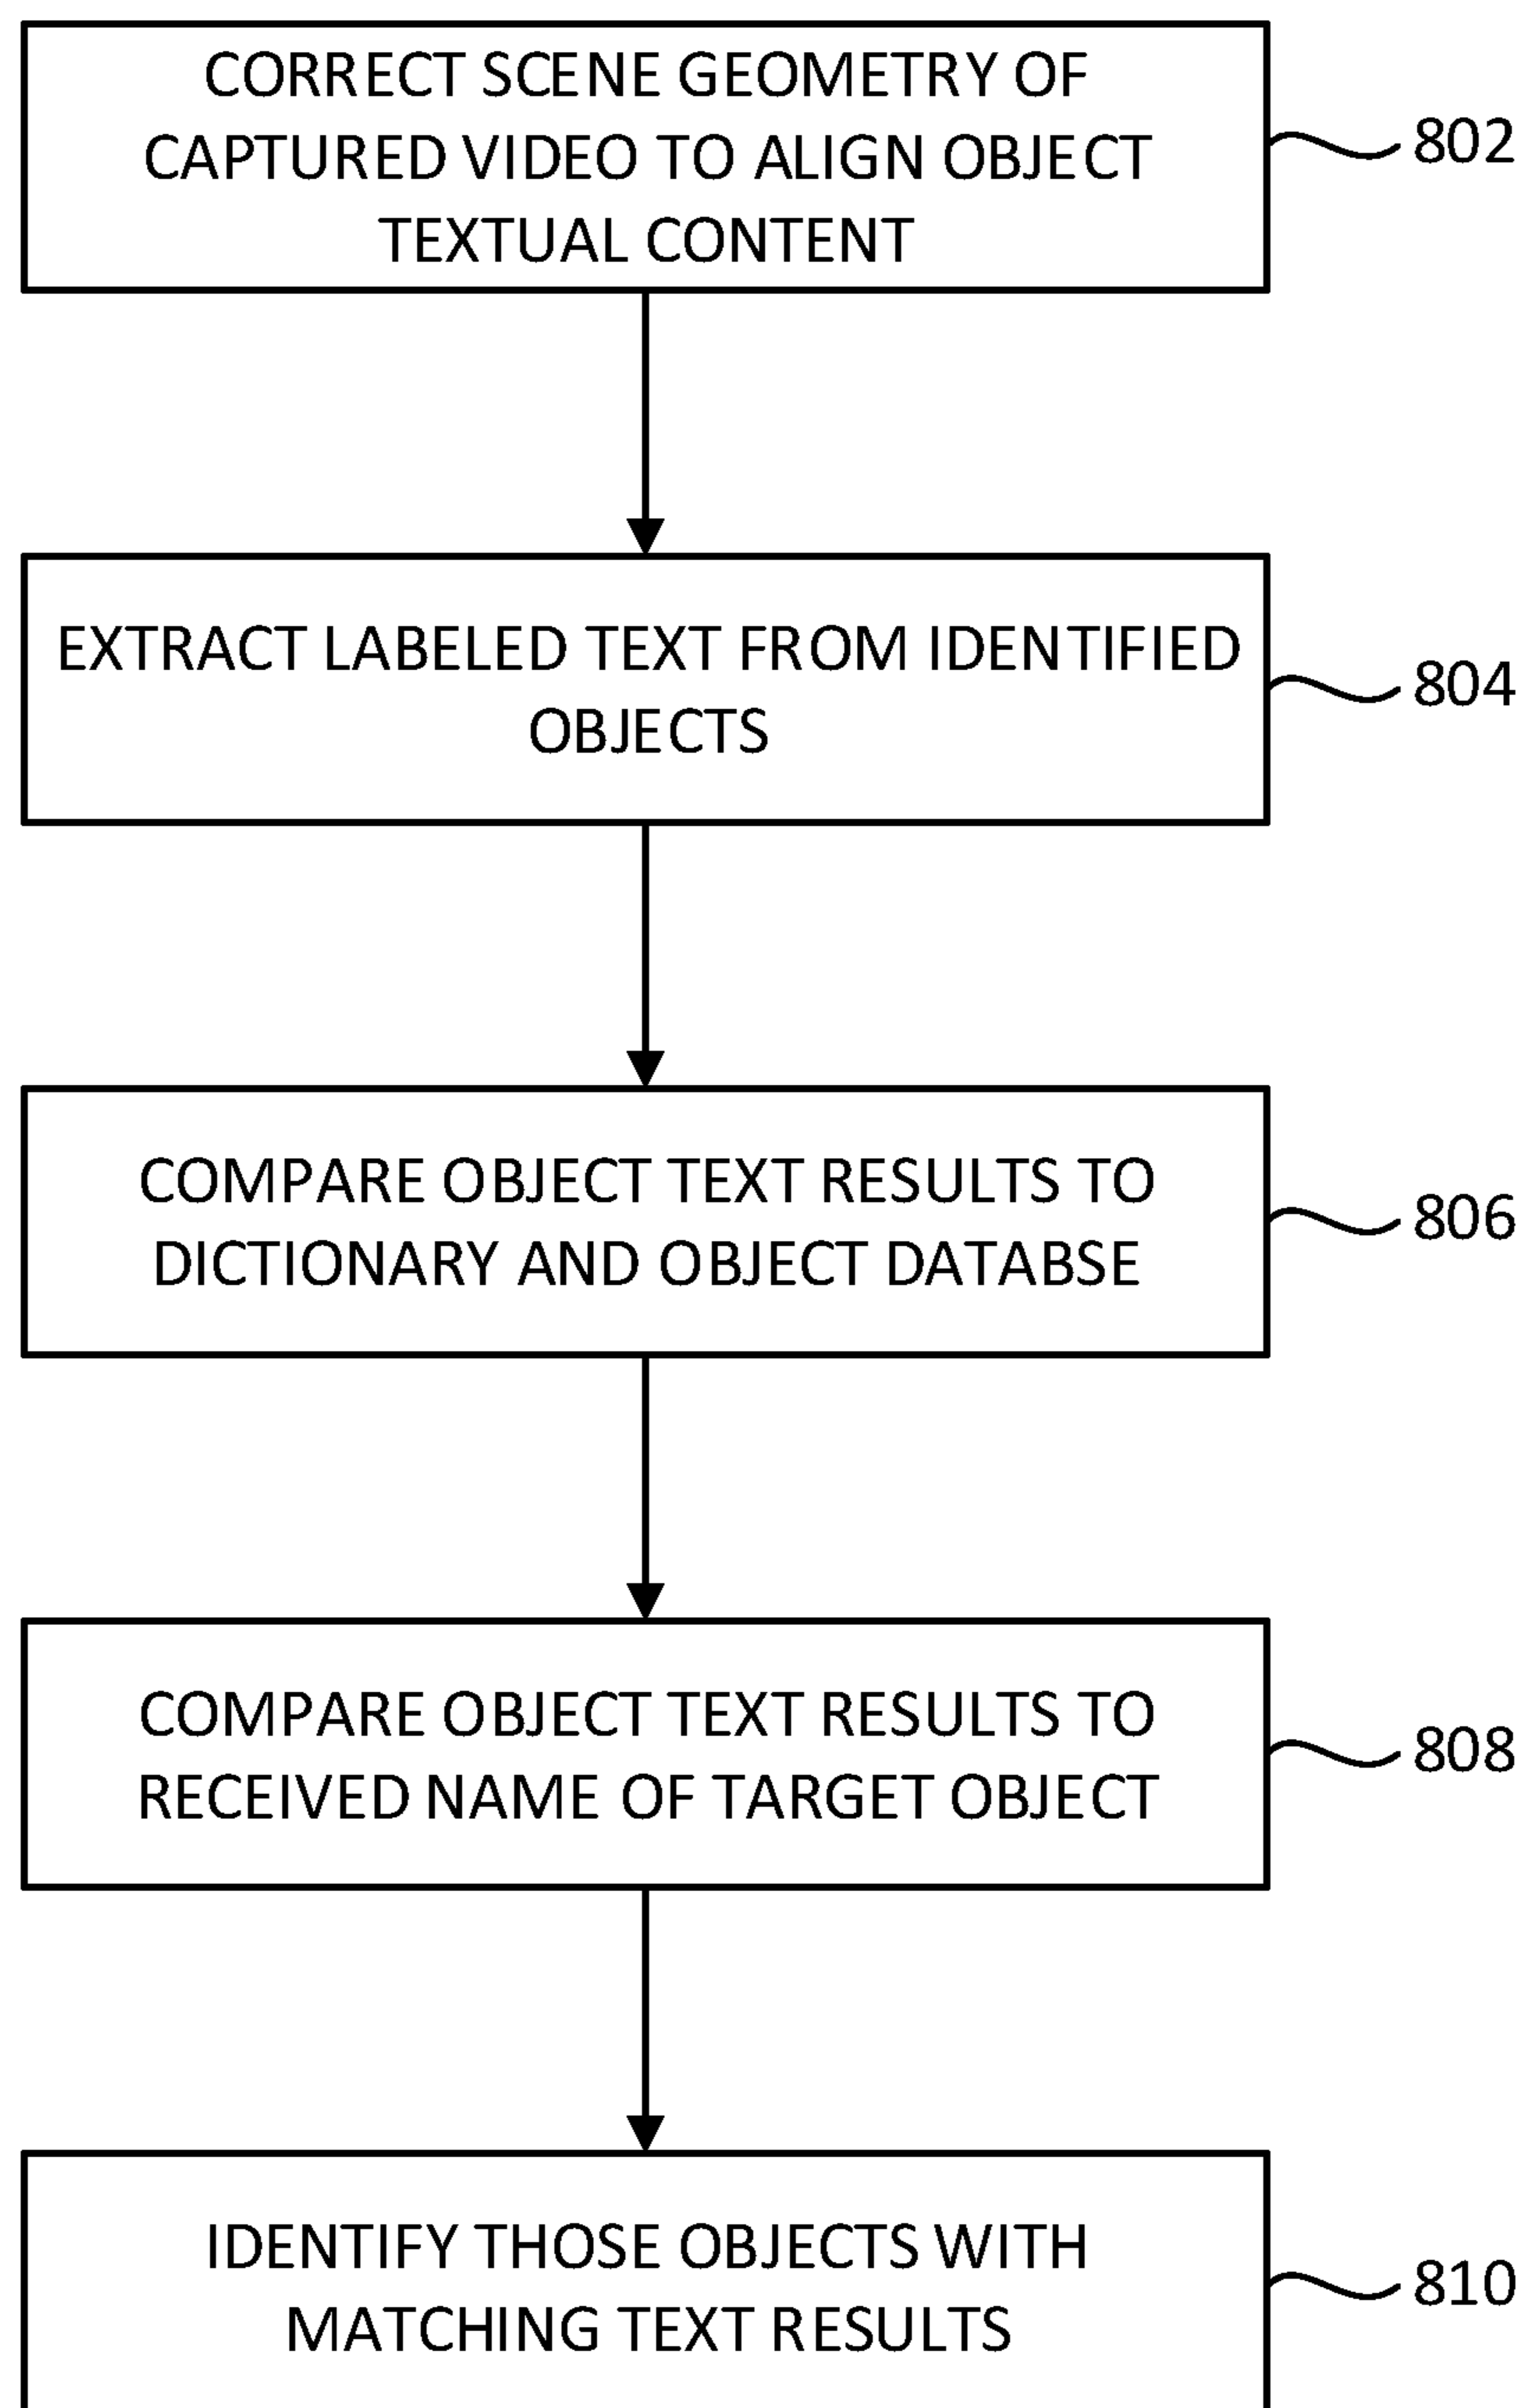 CORRECT SCENE GEOMETRY OF
CAPTURED VIDEO TO ALIGN OBJECT
TEXTUAL CONTENT
802
EXTRACT LABELED TEXT FROM IDENTIFIED
OBJECTS
804
COMPARE OBJECT TEXT RESULTS TO
DICTIONARY AND OBJECT DATABSE
806
COMPARE OBJECT TEXT RESULTS TO
RECEIVED NAME OF TARGET OBJECT
808
IDENTIFY THOSE OBJECTS WITH
MATCHING TEXT RESULTS
810